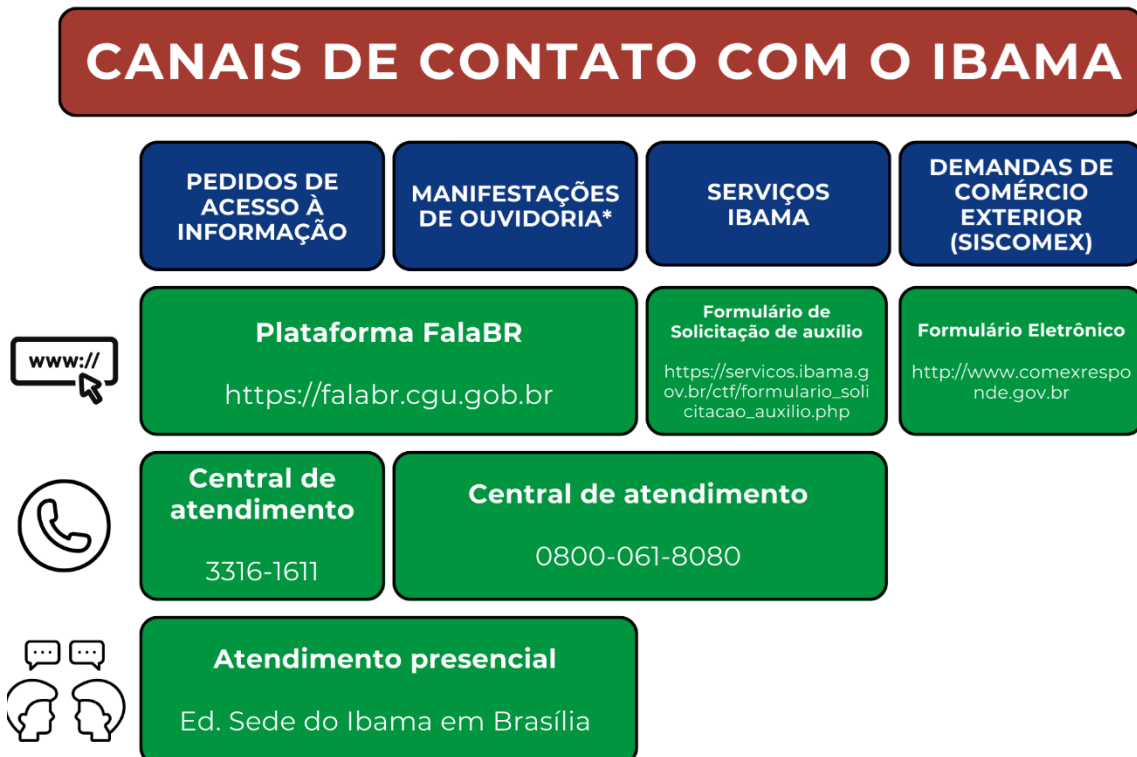 CANAIS DE CONTATO COM O IBAMA
PEDIDOS DE
ACESSO À
INFORMAÇÃO
MANIFESTAÇÕES
DE OUVIDORIA*
SERVIÇOS
IBAMA
DEMANDAS DE
COMÉRCIO
EXTERIOR
(SISCOMEX)
www://
Plataforma FalaBR
https://falabr.cgu.gob.br
Formulário de
Solicitação de auxílio
https://servicos.ibama.g
ov.br/ctf/formulario_soli
citacao_auxilio.php
Formulário Eletrônico
http://www.comexrespo
nde.gov.br
Central de
atendimento
3316-1611
Central de atendimento
0800-061-8080
Atendimento presencial
Ed. Sede do Ibama em Brasília